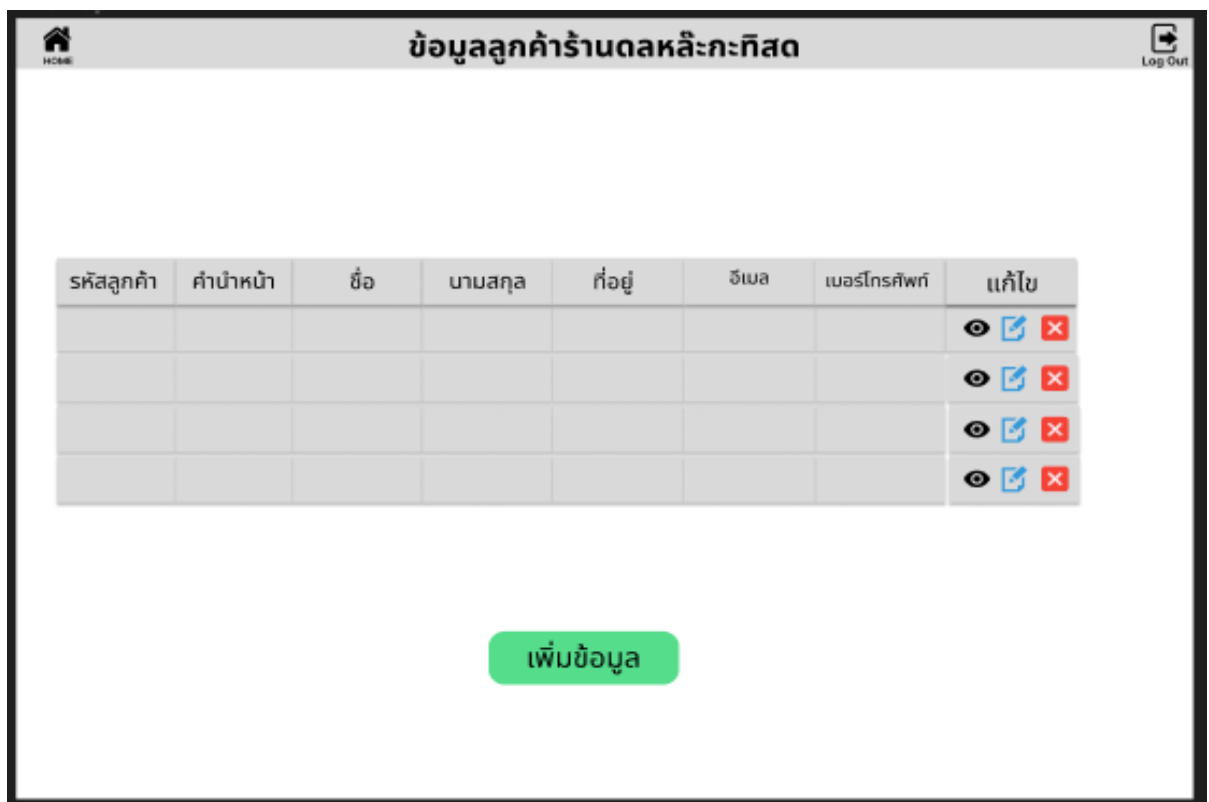 HOME
ข้อมูลลูกค้าร้านดลหล๊ะกะทิสด
Log Out
รหัสลูกค้า คำนำหน้า ชื่อ นามสกุล ที่อยู่ อีเมล เบอร์โทรศัพท์ แก้ไข
เพิ่มข้อมูล